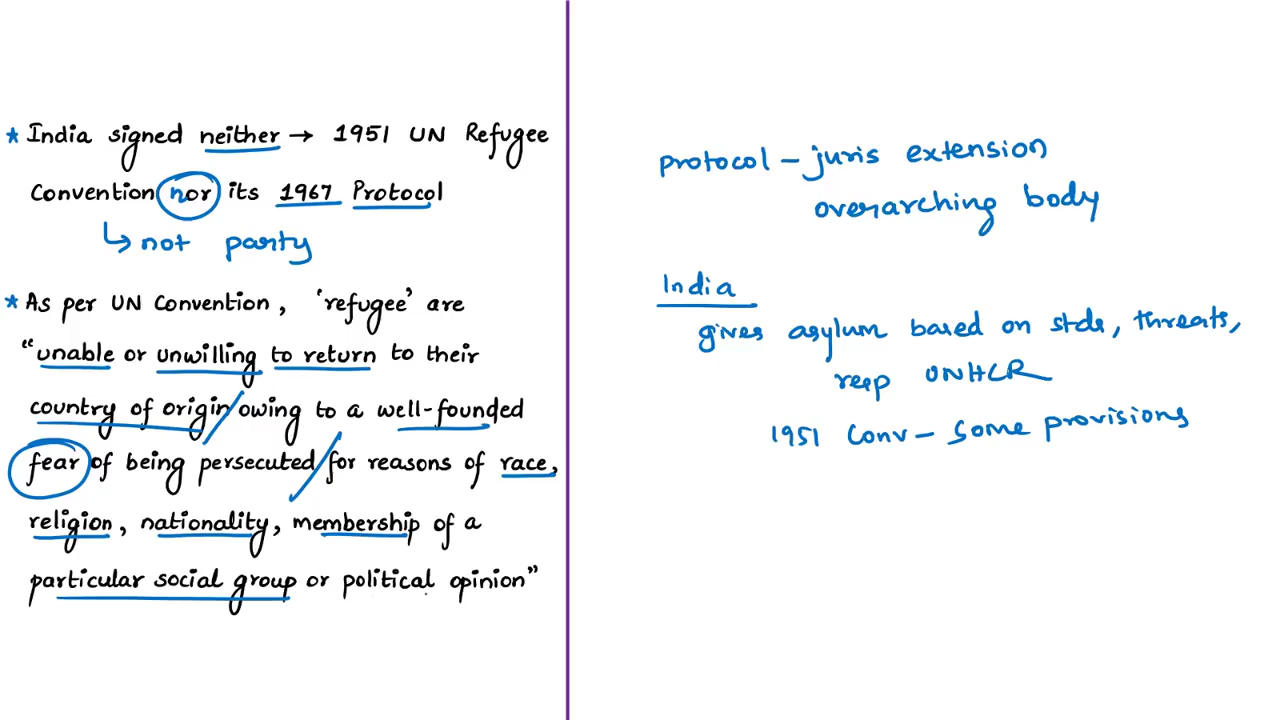 * India signed neither → 1951 UN Refugee
Convention nor its 1967 Protocol
↳ not party
* As per UN Convention, 'refugee' are
"unable or unwilling to return to their
country of origin/owing to a well-founded
fear of being persecuted/for reasons of race,
religion, nationality, membership of a
particular social group or political opinion"
Protocol - juris extension
overarching body
India
gives asylum based on stds, threats,
resp UNHCR
1951 Conv - Some provisions